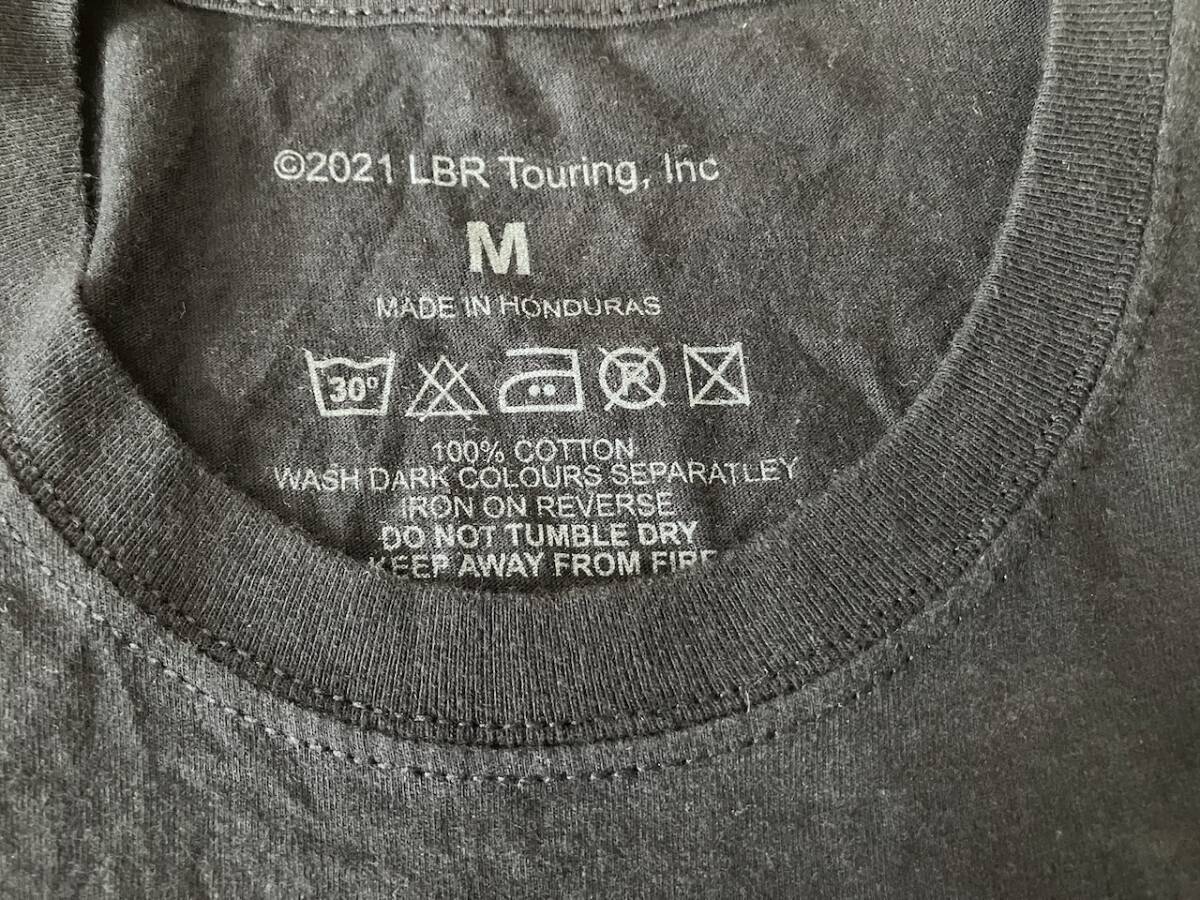 ©2021 LBR Touring, Inc
M
MADE IN HONDURAS
30°
100% COTTON
WASH DARK COLOURS SEPARATLEY
IRON ON REVERSE
DO NOT TUMBLE DRY
KEEP AWAY FROM FIRE